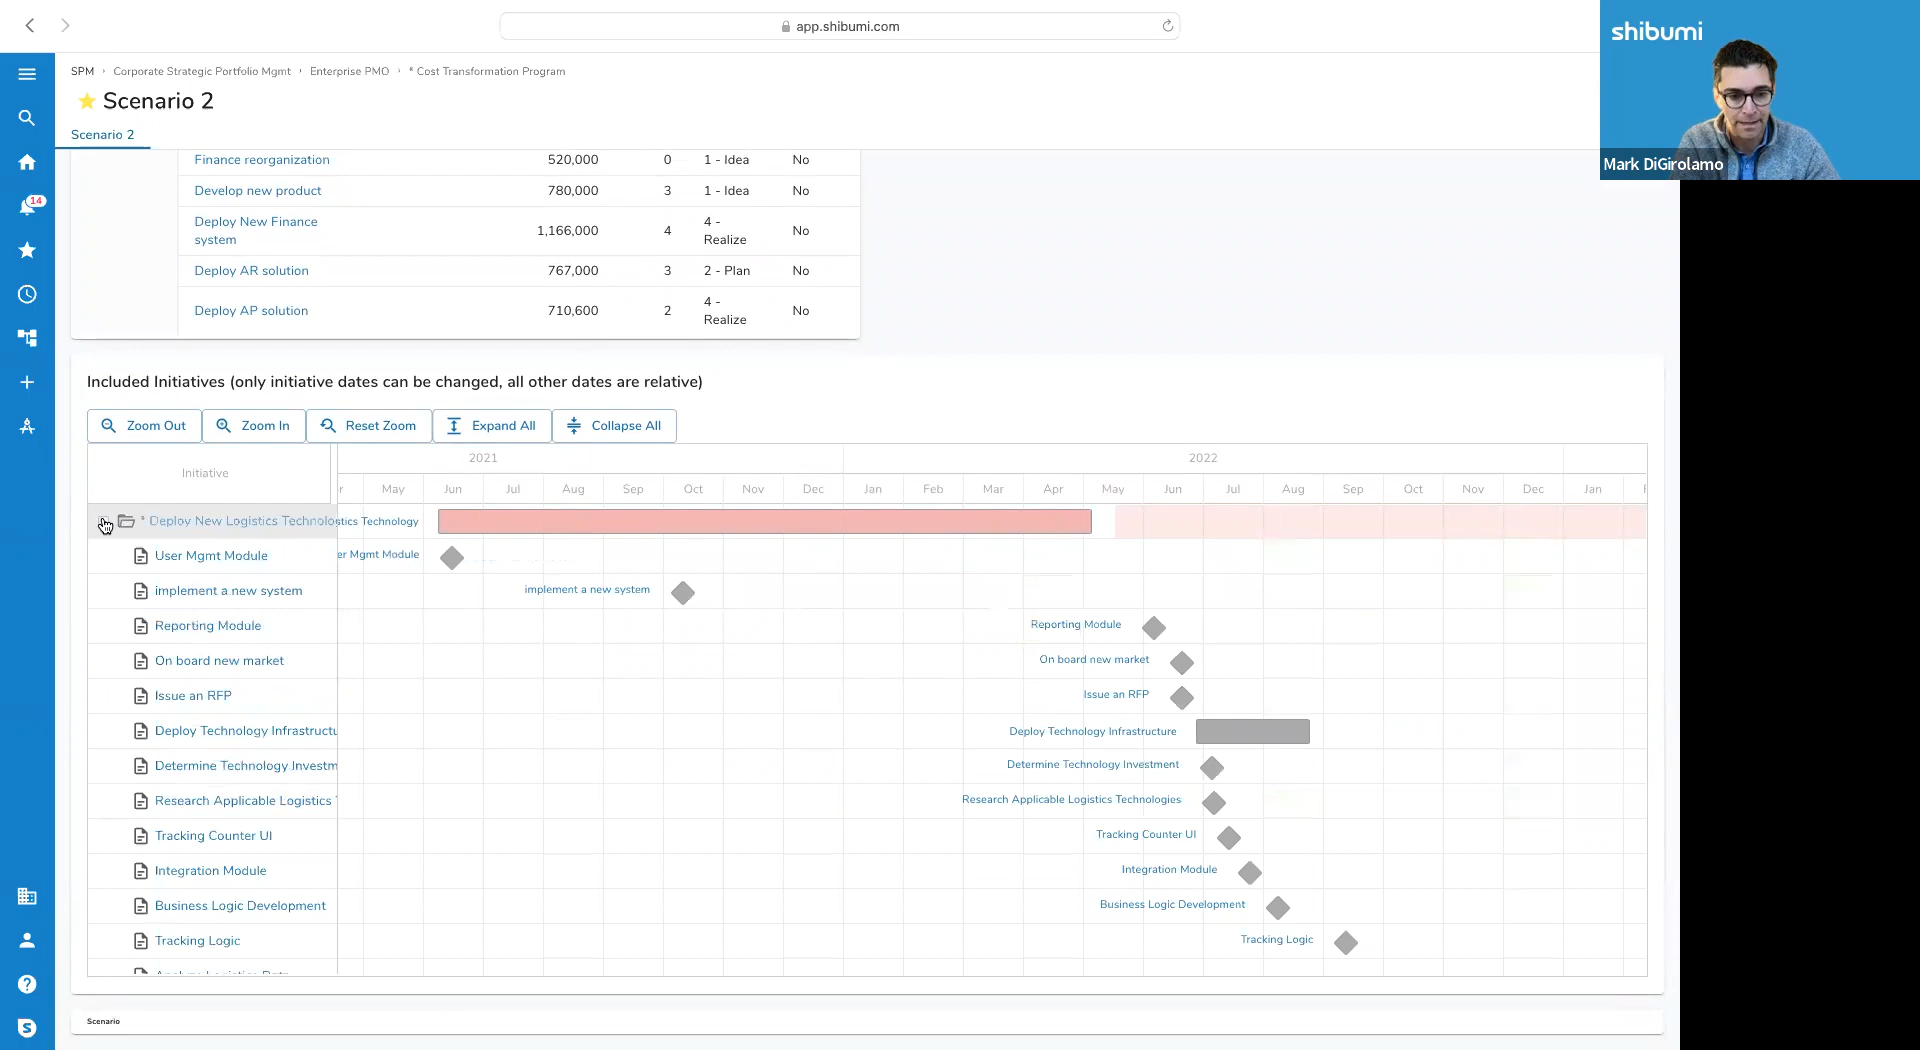 app.shibumi.com
shibumi
Mark DiGirolamo
14
SPM › Corporate Strategic Portfolio Mgmt › Enterprise PMO › * Cost Transformation Program
Scenario 2
Scenario 2
Finance reorganization 520,000 0 1 - Idea No
Develop new product 780,000 3 1 - Idea No
Deploy New Finance system 1,166,000 4 4 - Realize No
Deploy AR solution 767,000 3 2 - Plan No
Deploy AP solution 710,600 2 4 - Realize No
Included Initiatives (only initiative dates can be changed, all other dates are relative)
Zoom Out Zoom In Reset Zoom Expand All Collapse All
Initiative
2021 2022
r May Jun Jul Aug Sep Oct Nov Dec Jan Feb Mar Apr May Jun Jul Aug Sep Oct Nov Dec Jan F
* Deploy New Logistics Technolo stics Technology
User Mgmt Module er Mgmt Module
implement a new system implement a new system
Reporting Module Reporting Module
On board new market On board new market
Issue an RFP Issue an RFP
Deploy Technology Infrastructu Deploy Technology Infrastructure
Determine Technology Investm Determine Technology Investment
Research Applicable Logistics Research Applicable Logistics Technologies
Tracking Counter UI Tracking Counter UI
Integration Module Integration Module
Business Logic Development Business Logic Development
Tracking Logic Tracking Logic
Scenario